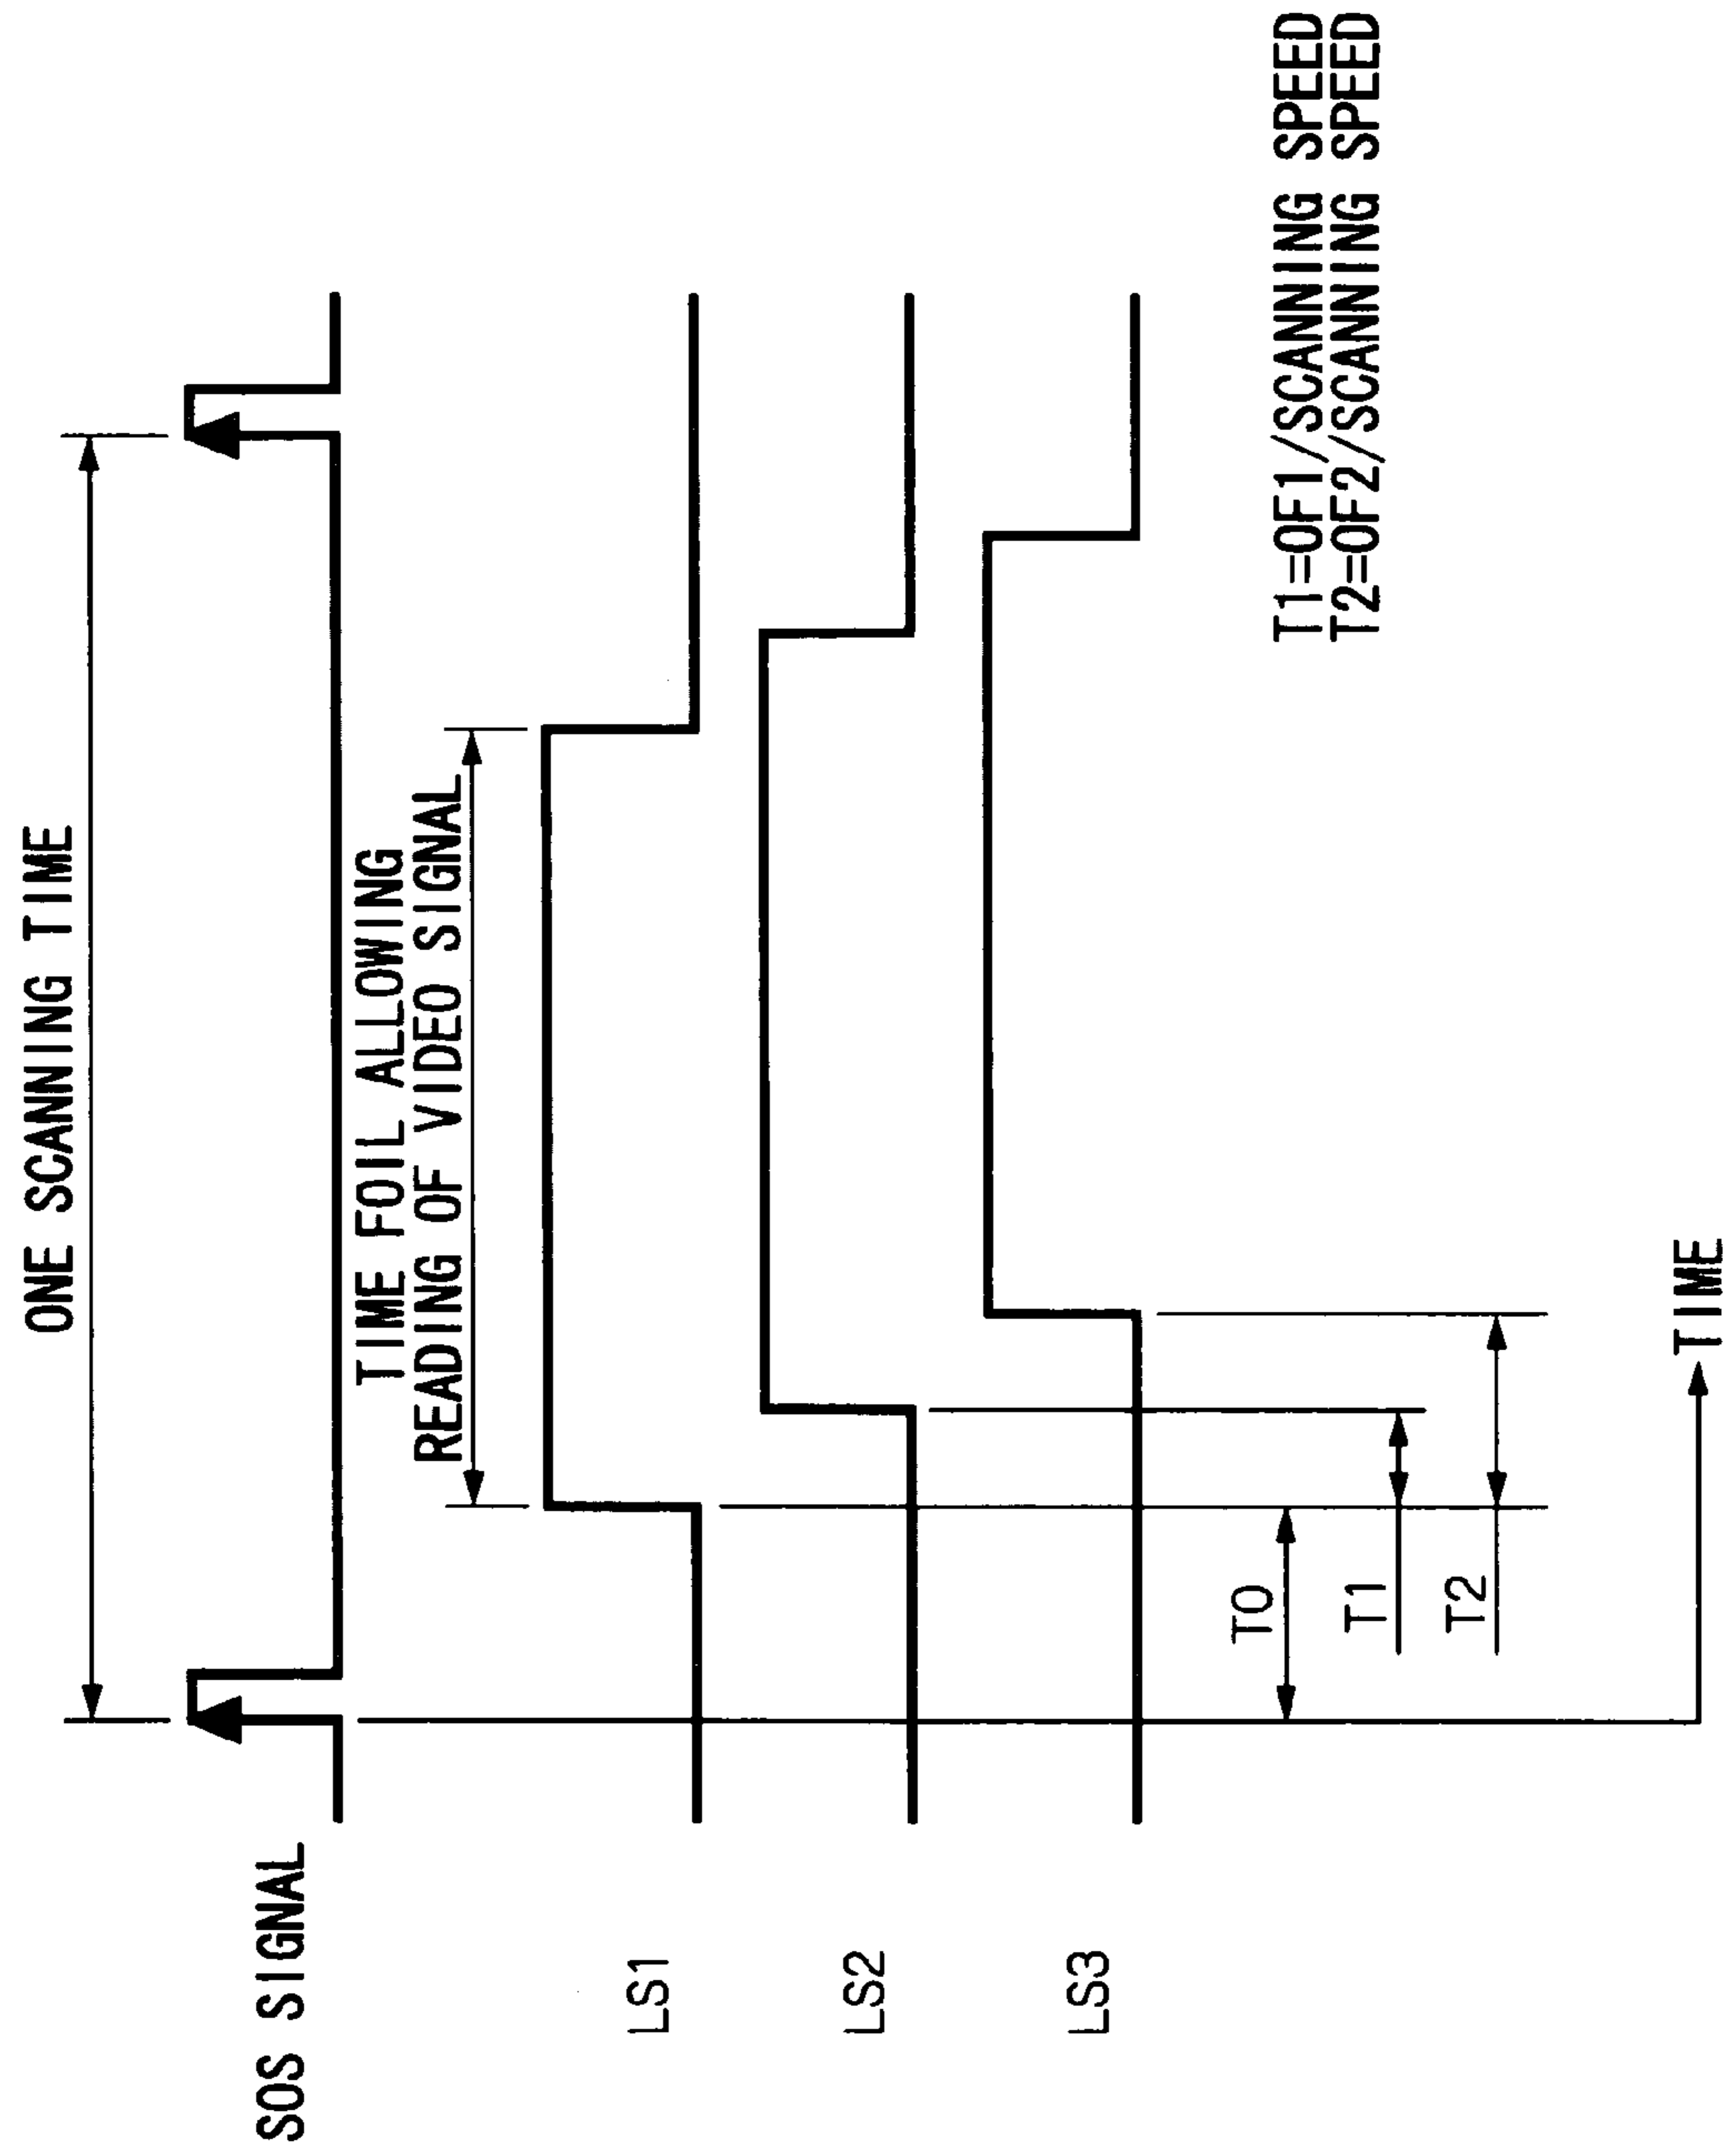 ONE SCANNING TIME
SOS SIGNAL
TIME FOIL ALLOWING
READING OF VIDEO SIGNAL
LS1
LS2
LS3
T0
T1
T2
T1=OF1/SCANNING SPEED
T2=OF2/SCANNING SPEED
TIME